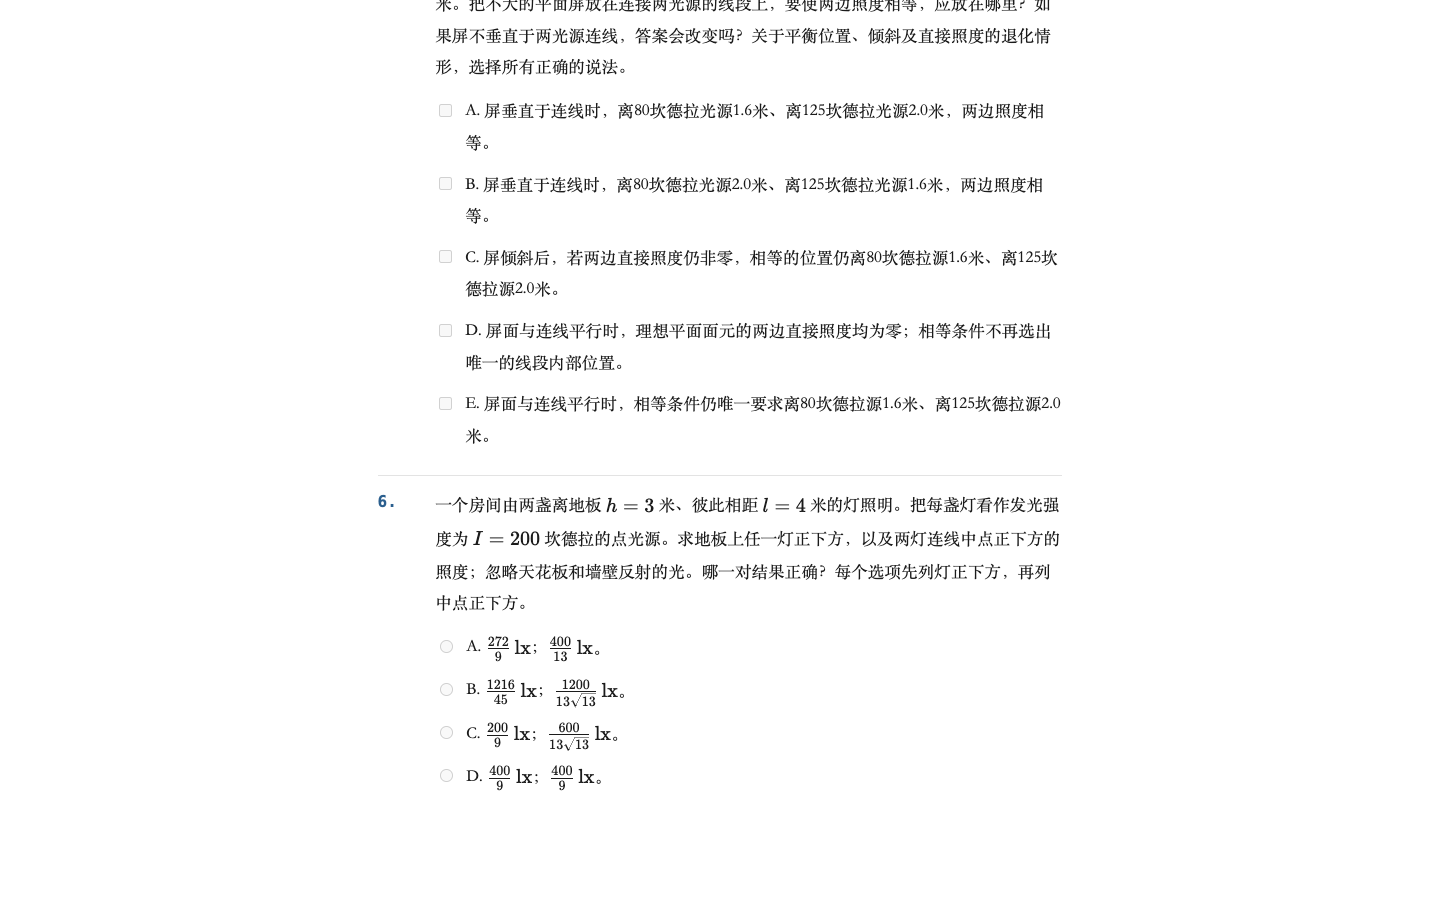 米。把不大的平面屏放在连接两光源的线段上，要使两边照度相等，应放在哪里？如
果屏不垂直于两光源连线，答案会改变吗？关于平衡位置、倾斜及直接照度的退化情
形，选择所有正确的说法。
A. 屏垂直于连线时，离80坎德拉光源1.6米、离125坎德拉光源2.0米，两边照度相
等。
B. 屏垂直于连线时，离80坎德拉光源2.0米、离125坎德拉光源1.6米，两边照度相
等。
C. 屏倾斜后，若两边直接照度仍非零，相等的位置仍离80坎德拉源1.6米、离125坎
德拉源2.0米。
D. 屏面与连线平行时，理想平面面元的两边直接照度均为零；相等条件不再选出
唯一的线段内部位置。
E. 屏面与连线平行时，相等条件仍唯一要求离80坎德拉源1.6米、离125坎德拉源2.0
米。
6. 一个房间由两盏离地板 h = 3 米、彼此相距 l = 4 米的灯照明。把每盏灯看作发光强
度为 I = 200 坎德拉的点光源。求地板上任一灯正下方，以及两灯连线中点正下方的
照度；忽略天花板和墙壁反射的光。哪一对结果正确？每个选项先列灯正下方，再列
中点正下方。
A. 272/9 lx； 400/13 lx。
B. 1216/45 lx； 1200/13√13 lx。
C. 200/9 lx； 600/13√13 lx。
D. 400/9 lx； 400/9 lx。